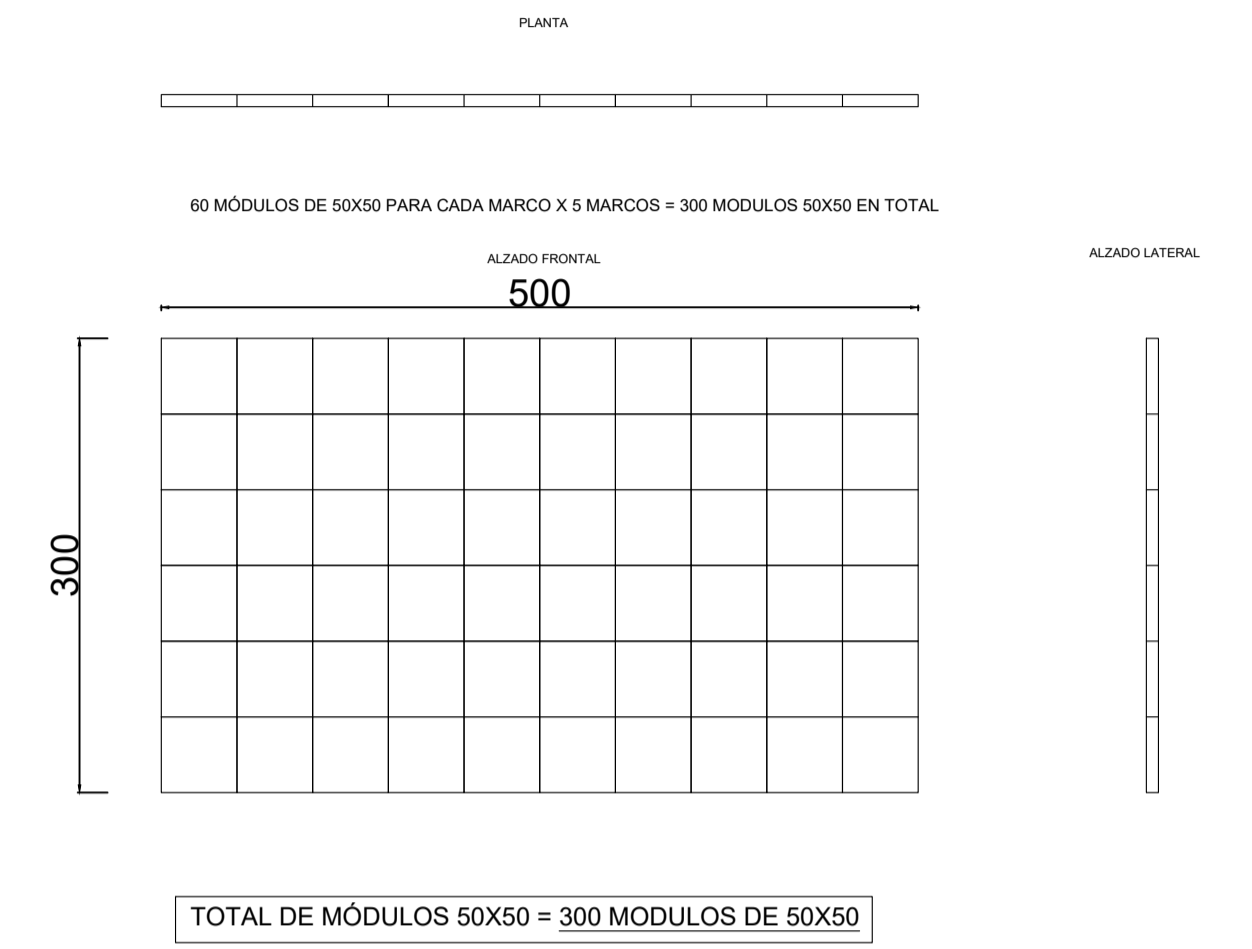 PLANTA
60 MÓDULOS DE 50X50 PARA CADA MARCO X 5 MARCOS = 300 MODULOS 50X50 EN TOTAL
ALZADO FRONTAL
ALZADO LATERAL
500
300
TOTAL DE MÓDULOS 50X50 = 300 MODULOS DE 50X50